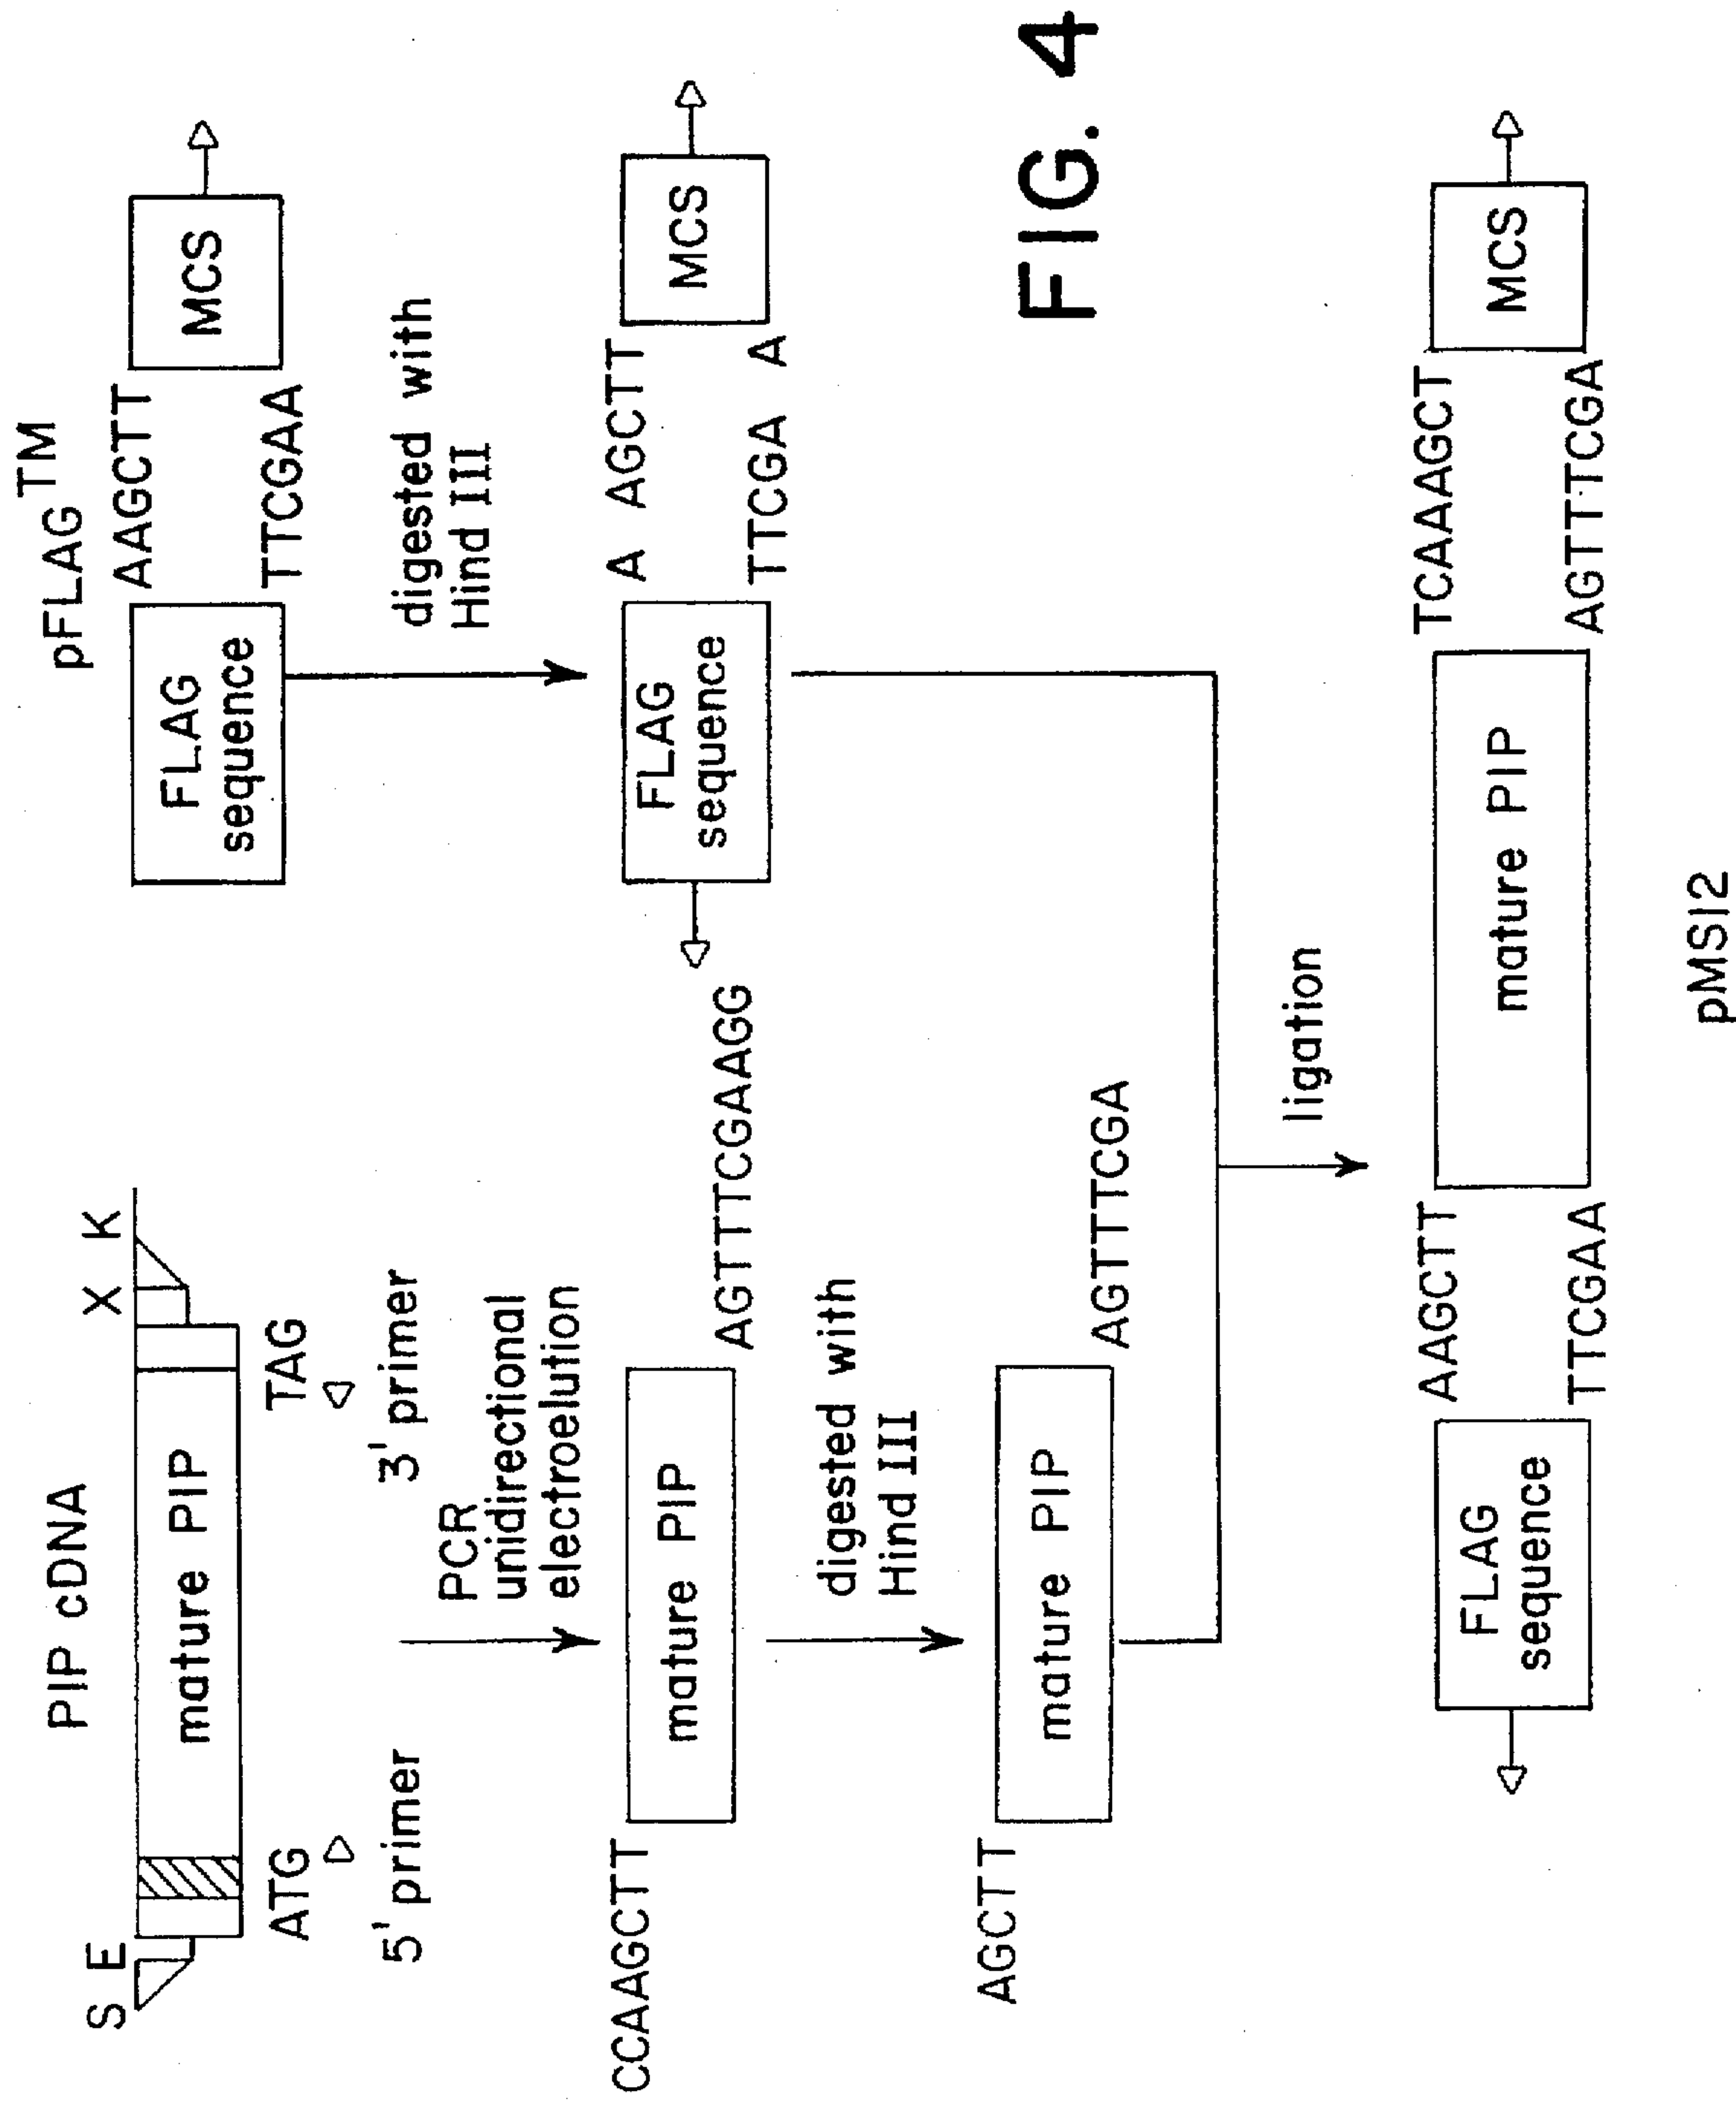 PIP cDNA
S E
X K
mature PIP
ATG
TAG
5' primer
3' primer
PCR
unidirectional
electroelution
CCAAGCTT
mature PIP
AGTTTCGAAGG
digested with
Hind III
AGCTT
mature PIP
AGTTTCGA
pFLAG™
FLAG
sequence
AAGCTT
TTCGAA
MCS
digested with
Hind III
FLAG
sequence
A AGCTT
TTCGA A
MCS
ligation
FLAG
sequence
AAGCTT
TTCGAA
mature PIP
TCAAAGCT
AGTTTCGA
MCS
pMSI2
FIG. 4